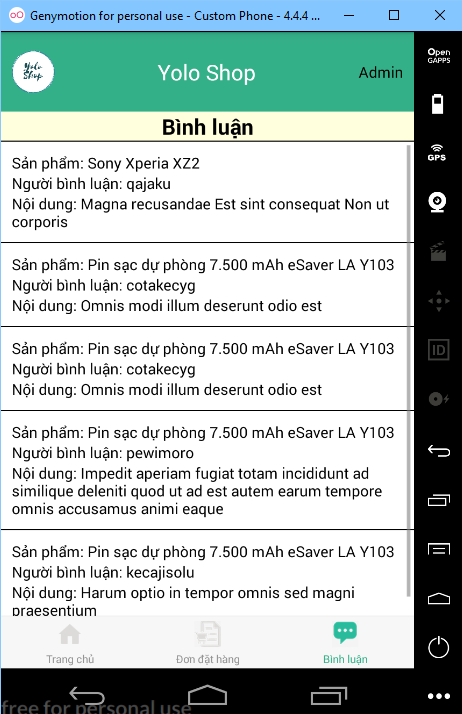 Genymotion for personal use - Custom Phone - 4.4.4 ...
Yolo
Shop
Yolo Shop
Admin
Open
GAPPS
Bình luận
GPS
Sản phẩm: Sony Xperia XZ2
Người bình luận: qajaku
Nội dung: Magna recusandae Est sint consequat Non ut
corporis
Sản phẩm: Pin sạc dự phòng 7.500 mAh eSaver LA Y103
Người bình luận: cotakecyg
Nội dung: Omnis modi illum deserunt odio est
ID
Sản phẩm: Pin sạc dự phòng 7.500 mAh eSaver LA Y103
Người bình luận: cotakecyg
Nội dung: Omnis modi illum deserunt odio est
Sản phẩm: Pin sạc dự phòng 7.500 mAh eSaver LA Y103
Người bình luận: pewimoro
Nội dung: Impedit aperiam fugiat totam incididunt ad
similique deleniti quod ut ad est autem earum tempore
omnis accusamus animi eaque
Sản phẩm: Pin sạc dự phòng 7.500 mAh eSaver LA Y103
Người bình luận: kecajisolu
Nội dung: Harum optio in tempor omnis sed magni
praesentium
Trang chủ
Đơn đặt hàng
Bình luận
free for personal use